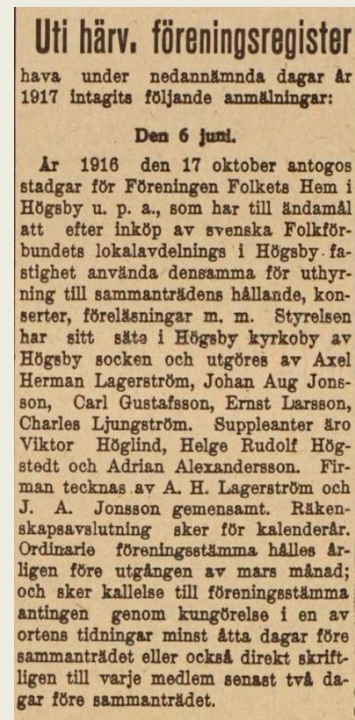 Uti härv. föreningsregister
hava under nedannämnda dagar år
1917 intagits följande anmälningar:
Den 6 juni.
År 1916 den 17 oktober antogos
stadgar för Föreningen Folkets Hem i
Högsby u. p. a., som har till ändamål
att efter inköp av svenska Folkför-
bundets lokalavdelnings i Högsby fa-
stighet använda densamma för uthyr-
ning till sammanträdens hållande, kon-
serter, föreläsningar m. m. Styrelsen
har sitt säte i Högsby kyrkoby av
Högsby socken och utgöres av Axel
Herman Lagerström, Johan Aug Jons-
son, Carl Gustafsson, Ernst Larsson,
Charles Ljungström. Suppleanter äro
Viktor Höglind, Helge Rudolf Hög-
stedt och Adrian Alexandersson. Fir-
man tecknas av A. H. Lagerström och
J. A. Jonsson gemensamt. Räken-
skapsavslutning sker för kalenderår.
Ordinarie föreningsstämma hålles år-
ligen före utgången av mars månad;
och sker kallelse till föreningsstämma
antingen genom kungörelse i en av
ortens tidningar minst åtta dagar före
sammanträdet eller också direkt skrift-
ligen till varje medlem senast två da-
gar före sammanträdet.